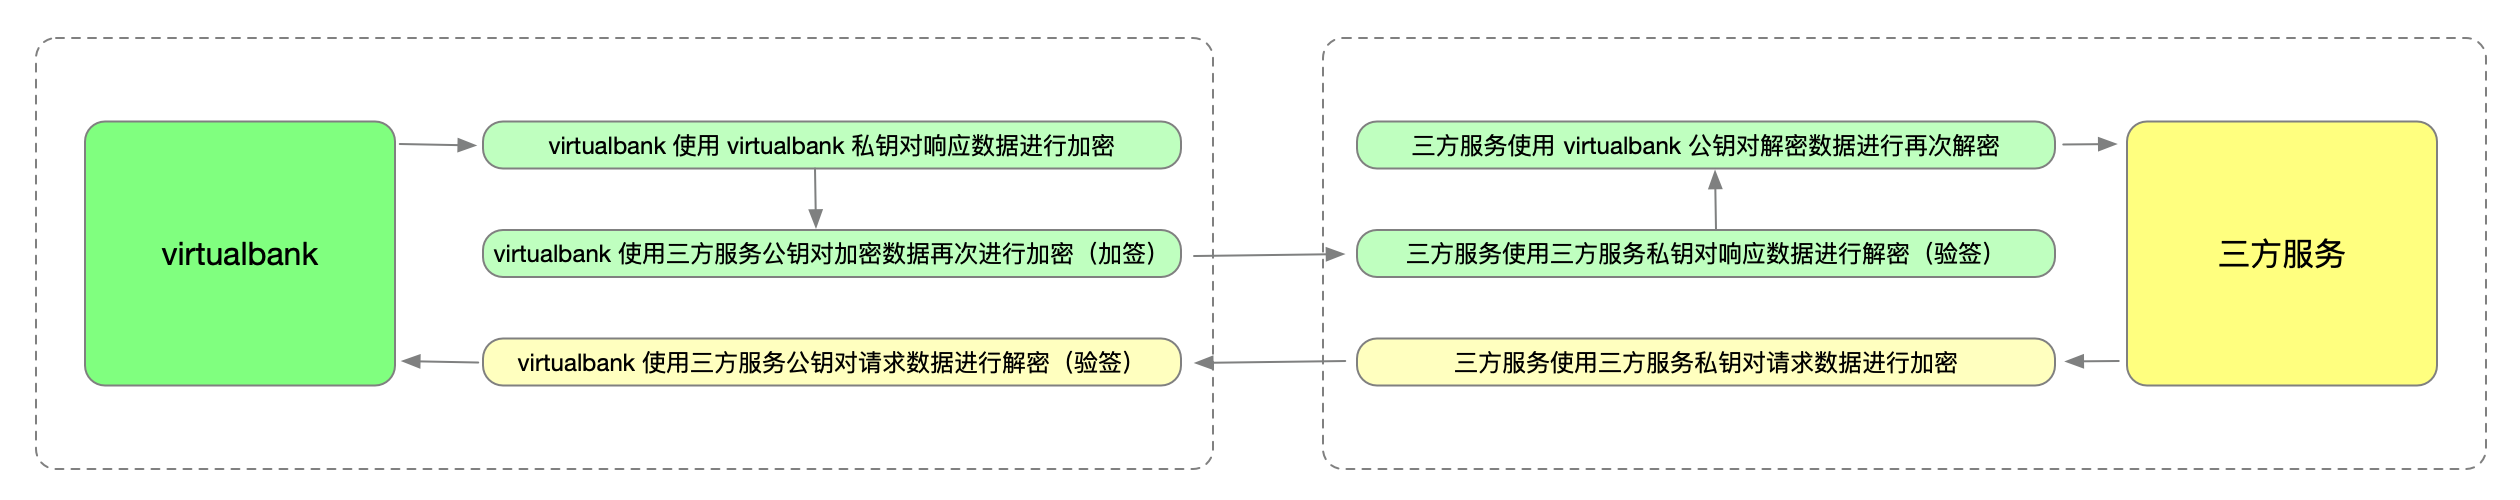 virtualbank
virtualbank 使用 virtualbank 私钥对响应数据进行加密
virtualbank 使用三方服务公钥对加密数据再次进行加密（加签）
virtualbank 使用三方服务公钥对请求数据进行解密（验签）
三方服务使用 virtualbank 公钥对解密数据进行再次解密
三方服务使用三方服务私钥对响应数据进行解密（验签）
三方服务使用三方服务私钥对请求数据进行加密
三方服务